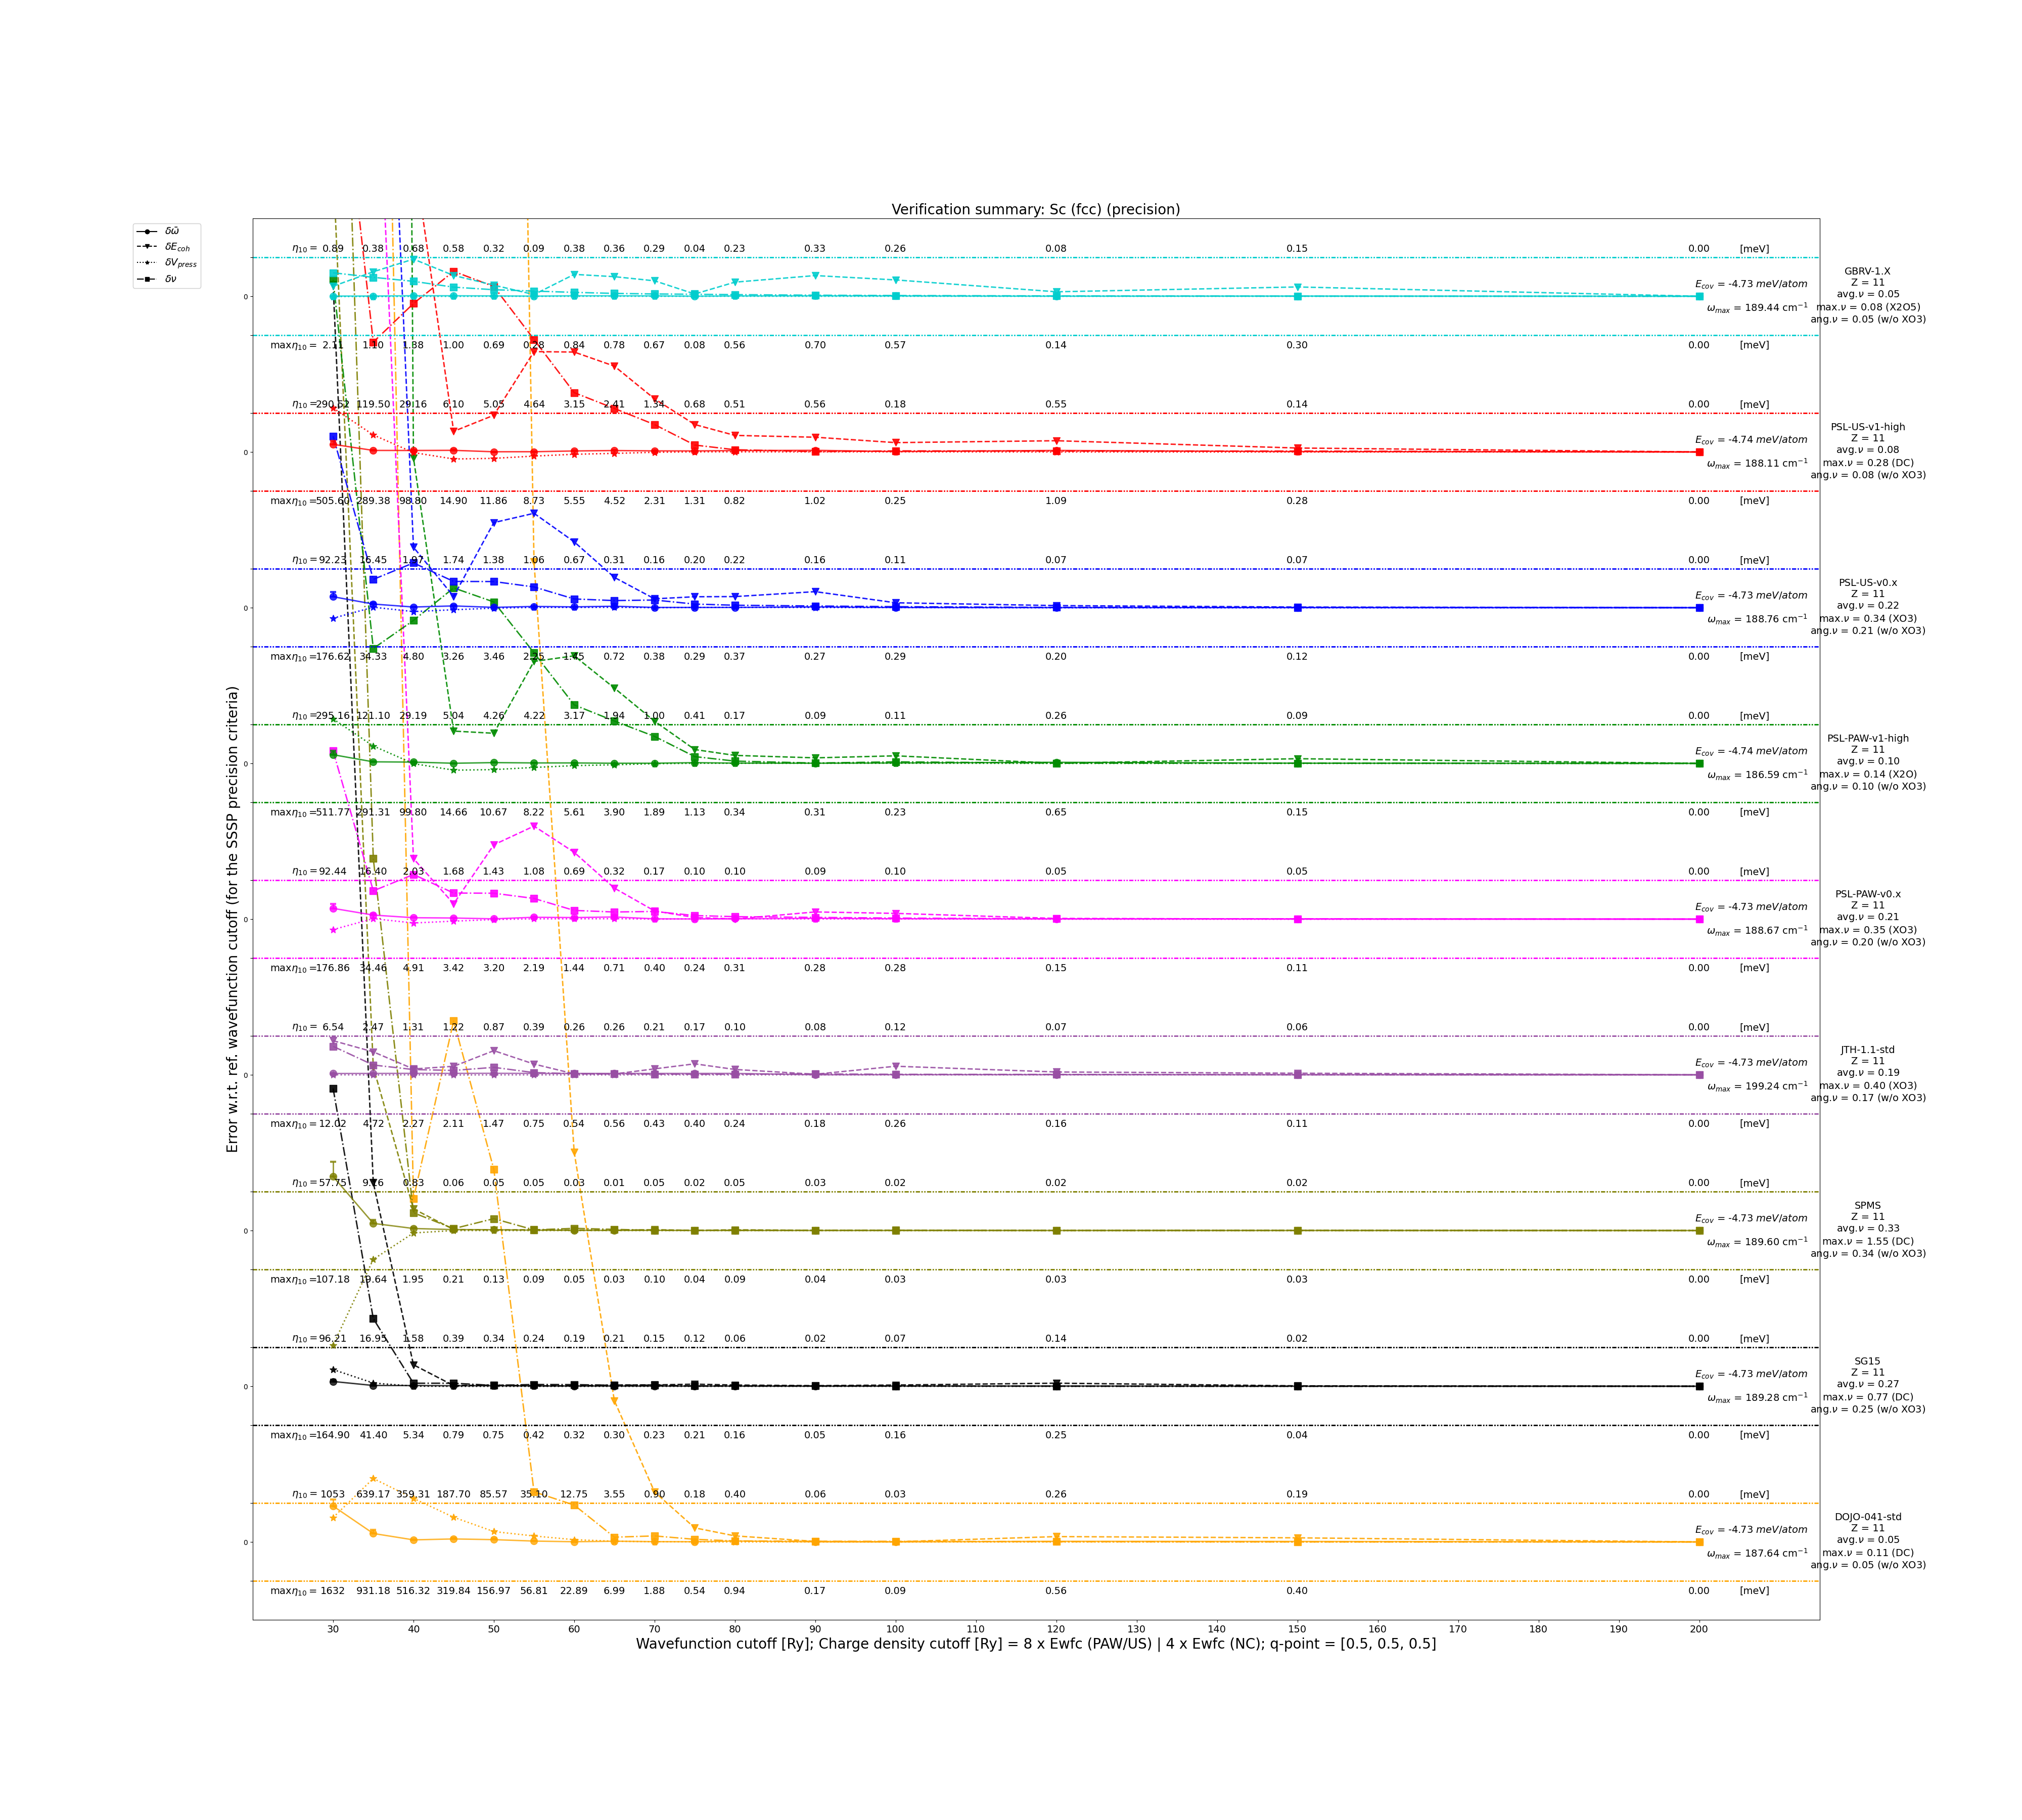 Verification summary: Sc (fcc) (precision)
δω̄
δE_coh
δV_press
δν
Error w.r.t. ref. wavefunction cutoff (for the SSSP precision criteria)
η₁₀ = 0.89 0.38 0.68 0.58 0.32 0.09 0.38 0.36 0.29 0.04 0.23 0.33 0.26 0.08 0.15 0.00 [meV]
0
E_cov = -4.73 meV/atom
ω_max = 189.44 cm⁻¹
GBRV-1.X
Z = 11
avg.ν = 0.05
max.ν = 0.08 (X2O5)
ang.ν = 0.05 (w/o XO3)
maxη₁₀ = 2.11 1.10 1.38 1.00 0.69 0.28 0.84 0.78 0.67 0.08 0.56 0.70 0.57 0.14 0.30 0.00 [meV]
η₁₀ = 290.52 119.50 29.16 6.10 5.05 4.64 3.15 2.41 1.34 0.68 0.51 0.56 0.18 0.55 0.14 0.00 [meV]
0
E_cov = -4.74 meV/atom
ω_max = 188.11 cm⁻¹
PSL-US-v1-high
Z = 11
avg.ν = 0.08
max.ν = 0.28 (DC)
ang.ν = 0.08 (w/o XO3)
maxη₁₀ = 505.60 289.38 98.80 14.90 11.86 8.73 5.55 4.52 2.31 1.31 0.82 1.02 0.25 1.09 0.28 0.00 [meV]
η₁₀ = 92.23 16.45 1.97 1.74 1.38 1.06 0.67 0.31 0.16 0.20 0.22 0.16 0.11 0.07 0.07 0.00 [meV]
0
E_cov = -4.73 meV/atom
ω_max = 188.76 cm⁻¹
PSL-US-v0.x
Z = 11
avg.ν = 0.22
max.ν = 0.34 (XO3)
ang.ν = 0.21 (w/o XO3)
maxη₁₀ = 176.62 34.33 4.80 3.26 3.46 1.45 0.72 0.38 0.29 0.37 0.27 0.29 0.20 0.12 0.00 [meV]
η₁₀ = 295.16 121.10 29.19 5.04 4.26 4.22 3.17 1.94 1.00 0.41 0.17 0.09 0.11 0.26 0.09 0.00 [meV]
0
E_cov = -4.74 meV/atom
ω_max = 186.59 cm⁻¹
PSL-PAW-v1-high
Z = 11
avg.ν = 0.10
max.ν = 0.14 (X2O)
ang.ν = 0.10 (w/o XO3)
maxη₁₀ = 511.77 291.31 99.80 14.66 10.67 8.22 5.61 3.90 1.89 1.13 0.34 0.31 0.23 0.65 0.15 0.00 [meV]
η₁₀ = 92.44 16.40 2.03 1.68 1.43 1.08 0.69 0.32 0.17 0.10 0.10 0.09 0.10 0.05 0.05 0.00 [meV]
0
E_cov = -4.73 meV/atom
ω_max = 188.67 cm⁻¹
PSL-PAW-v0.x
Z = 11
avg.ν = 0.21
max.ν = 0.35 (XO3)
ang.ν = 0.20 (w/o XO3)
maxη₁₀ = 176.86 34.46 4.91 3.42 3.20 2.19 1.44 0.71 0.40 0.24 0.31 0.28 0.28 0.15 0.11 0.00 [meV]
η₁₀ = 6.54 2.47 1.31 1.22 0.87 0.39 0.26 0.26 0.21 0.17 0.10 0.08 0.12 0.07 0.06 0.00 [meV]
0
E_cov = -4.73 meV/atom
ω_max = 199.24 cm⁻¹
JTH-1.1-std
Z = 11
avg.ν = 0.19
max.ν = 0.40 (XO3)
ang.ν = 0.17 (w/o XO3)
maxη₁₀ = 12.02 4.72 2.27 2.11 1.47 0.75 0.54 0.56 0.43 0.40 0.24 0.18 0.26 0.16 0.11 0.00 [meV]
η₁₀ = 57.75 0.83 0.06 0.05 0.05 0.03 0.01 0.05 0.02 0.05 0.03 0.02 0.02 0.02 0.00 [meV]
0
E_cov = -4.73 meV/atom
ω_max = 189.60 cm⁻¹
SPMS
Z = 11
avg.ν = 0.33
max.ν = 1.55 (DC)
ang.ν = 0.34 (w/o XO3)
maxη₁₀ = 107.18 19.64 1.95 0.21 0.13 0.09 0.05 0.03 0.10 0.04 0.09 0.04 0.03 0.03 0.03 0.00 [meV]
η₁₀ = 96.21 16.95 1.58 0.39 0.34 0.24 0.19 0.21 0.15 0.12 0.06 0.02 0.07 0.14 0.02 0.00 [meV]
0
E_cov = -4.73 meV/atom
ω_max = 189.28 cm⁻¹
SG15
Z = 11
avg.ν = 0.27
max.ν = 0.77 (DC)
ang.ν = 0.25 (w/o XO3)
maxη₁₀ = 164.90 41.40 5.34 0.79 0.75 0.42 0.32 0.30 0.23 0.21 0.16 0.05 0.16 0.25 0.04 0.00 [meV]
η₁₀ = 1053 639.17 359.31 187.70 85.57 35.10 12.75 3.55 0.90 0.18 0.40 0.06 0.03 0.26 0.19 0.00 [meV]
0
E_cov = -4.73 meV/atom
ω_max = 187.64 cm⁻¹
DOJO-041-std
Z = 11
avg.ν = 0.05
max.ν = 0.11 (DC)
ang.ν = 0.05 (w/o XO3)
maxη₁₀ = 1632 931.18 516.32 319.84 156.97 56.81 22.89 6.99 1.88 0.54 0.94 0.17 0.09 0.56 0.40 0.00 [meV]
30 40 50 60 70 80 90 100 110 120 130 140 150 160 170 180 190 200
Wavefunction cutoff [Ry]; Charge density cutoff [Ry] = 8 x Ewfc (PAW/US) | 4 x Ewfc (NC); q-point = [0.5, 0.5, 0.5]